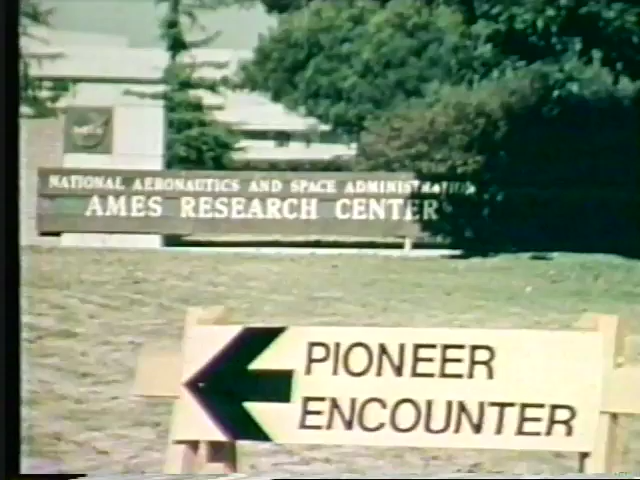 NATIONAL AERONAUTICS AND SPACE ADMINISTRATION
AMES RESEARCH CENTER
PIONEER
ENCOUNTER